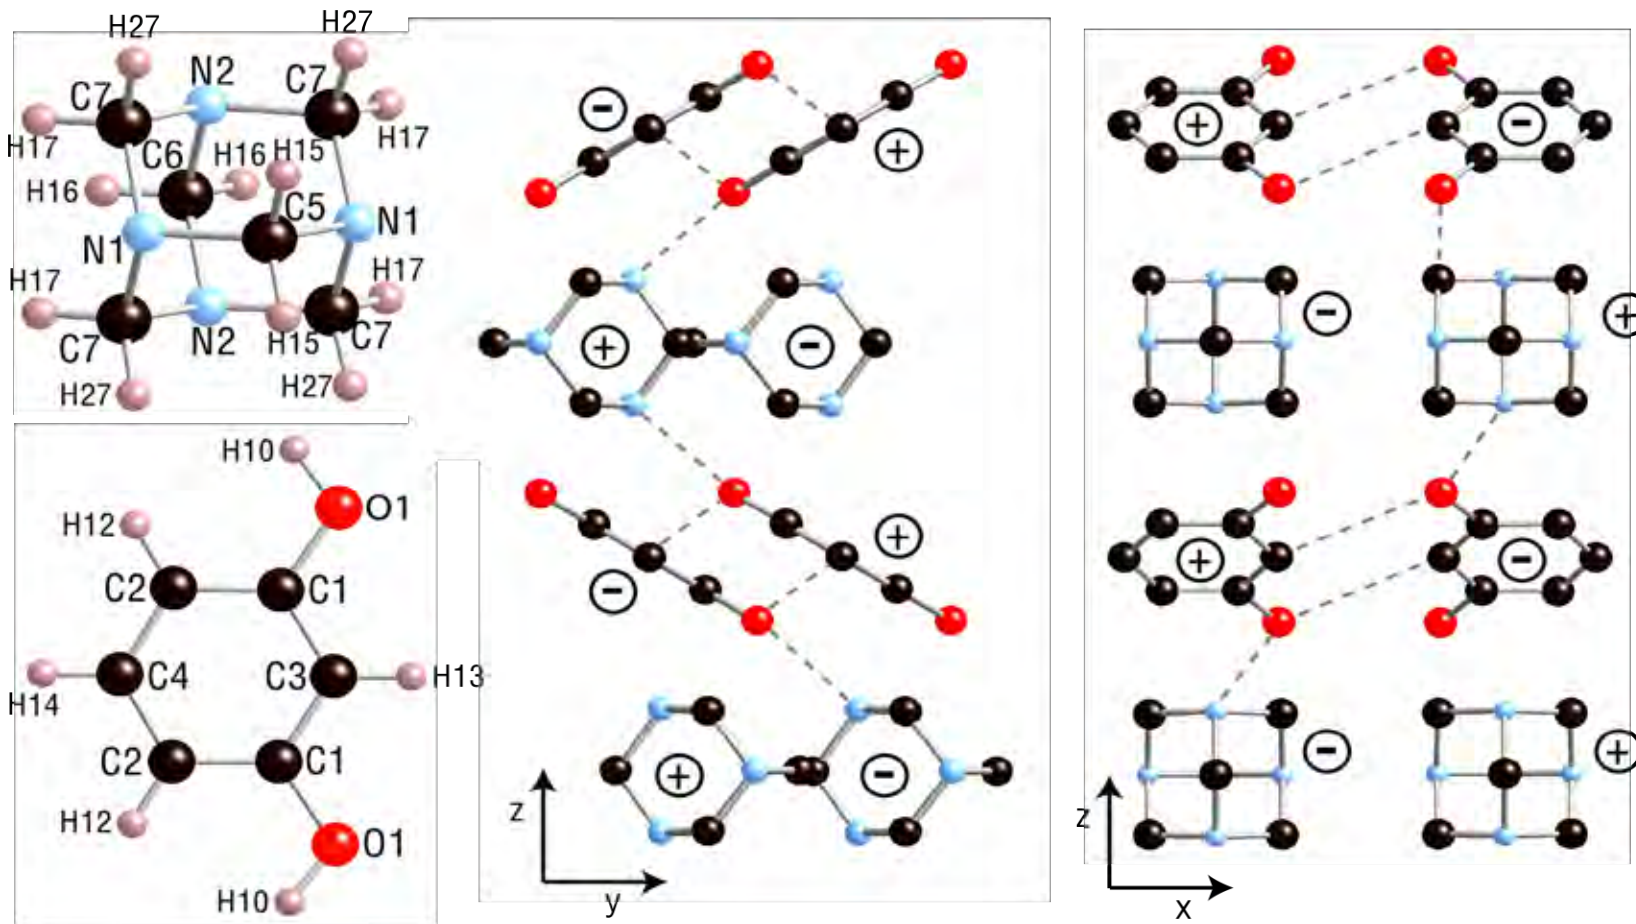 H27
H27
N2
C7
C7
H17
H17
C6
H16
H15
H16
C5
N1
N1
H17
H17
N2
C7
H15
C7
H27
H27
H10
O1
H12
C2
C1
C4
C3
H13
H14
C2
C1
H12
O1
H10
−
+
+
−
+
−
+
−
z
y
+
−
−
+
+
−
−
+
z
x